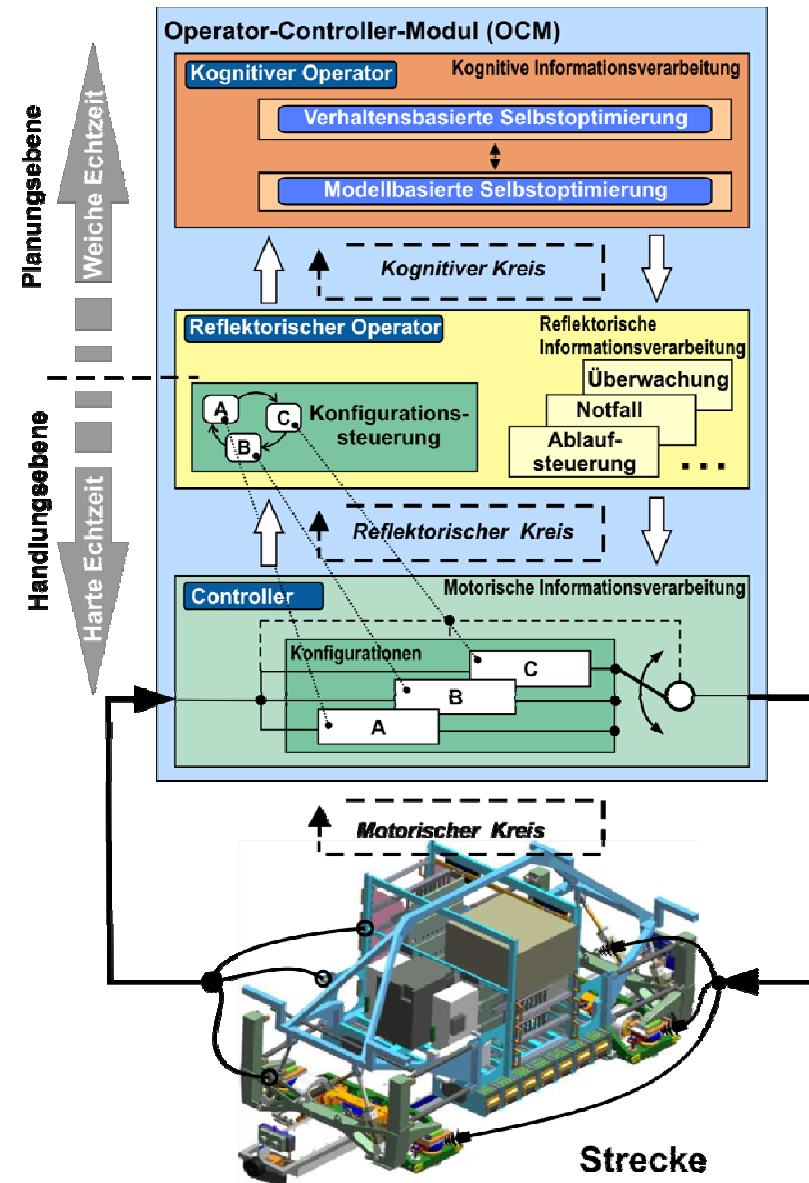 Operator-Controller-Modul (OCM)
Kognitiver Operator
Kognitive Informationsverarbeitung
Verhaltensbasierte Selbstoptimierung
Modellbasierte Selbstoptimierung
Planungsebene
Weiche Echtzeit
Kognitiver Kreis
Reflektorischer Operator
Reflektorische
Informationsverarbeitung
Überwachung
Notfall
Ablauf-
steuerung
...
A
C
B
Konfigurations-
steuerung
Handlungsebene
Harte Echtzeit
Reflektorischer Kreis
Controller
Motorische Informationsverarbeitung
Konfigurationen
C
B
A
Motorischer Kreis
Strecke